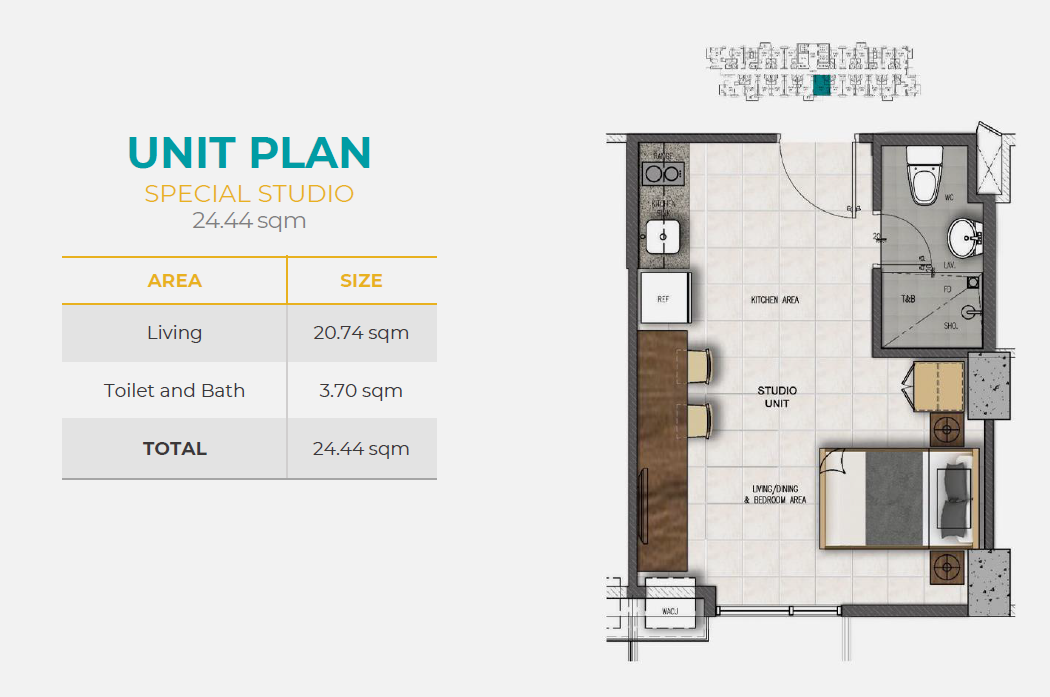 UNIT PLAN
SPECIAL STUDIO
24.44 sqm
AREA SIZE
Living 20.74 sqm
Toilet and Bath 3.70 sqm
TOTAL 24.44 sqm
RANGE
KITCHEN
SINK
REF
KITCHEN AREA
STUDIO
UNIT
LIVING/DINING
& BEDROOM AREA
WC
LAV.
FD
T&B
SHO.
20
WACU